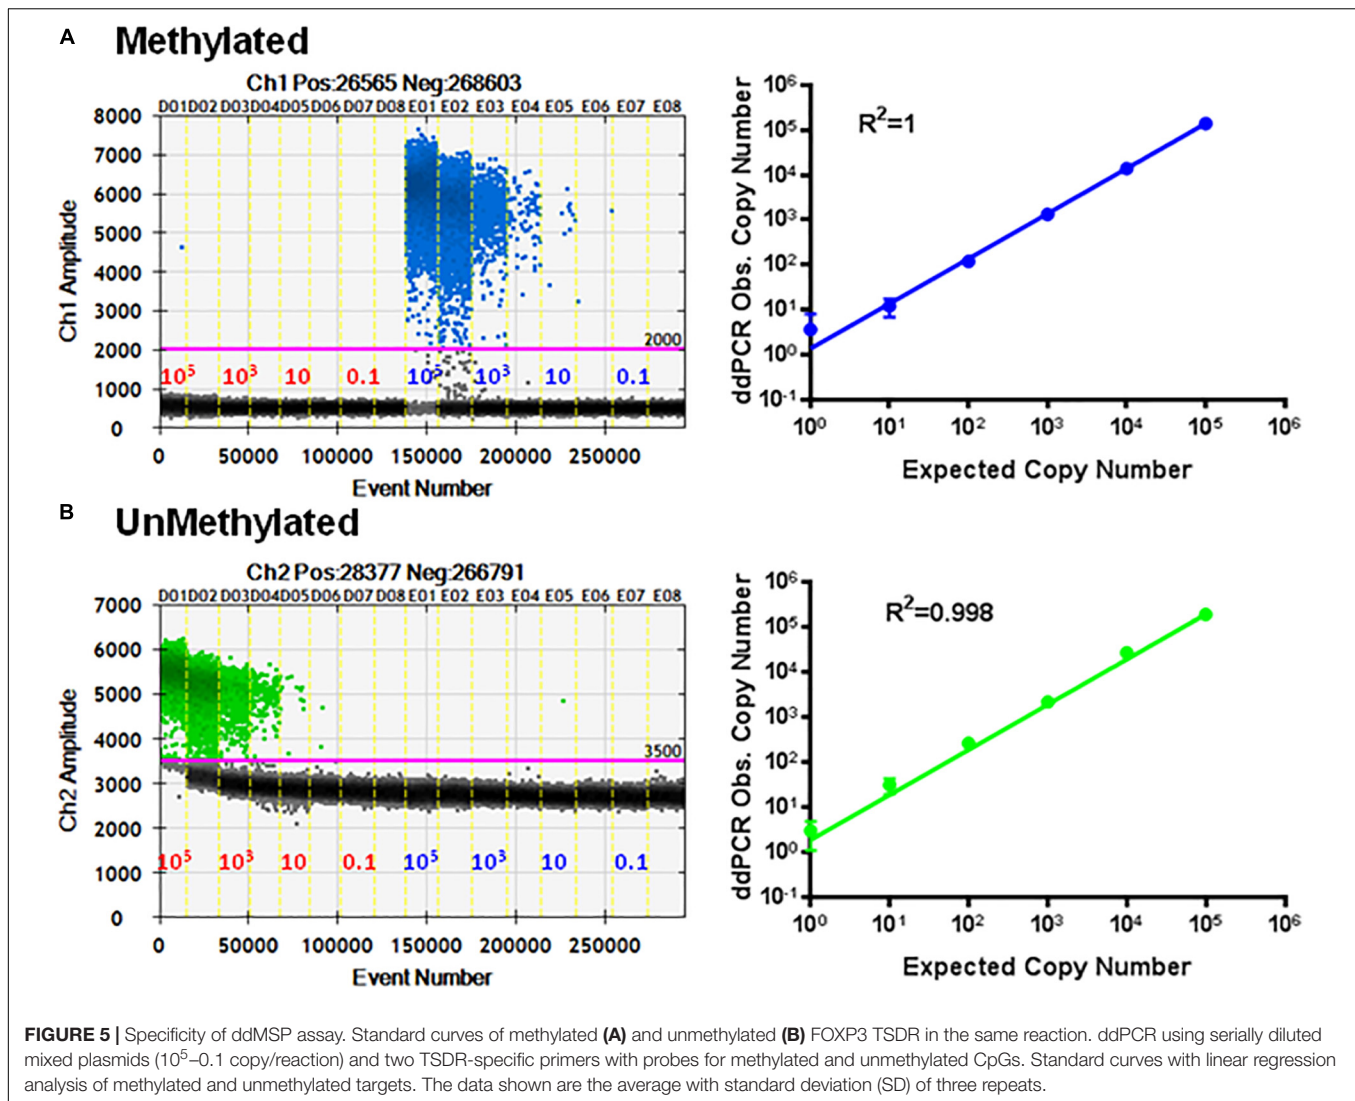 A Methylated
Ch1 Pos:26565 Neg:268603
D01 D02 D03 D04 D05 D06 D07 D08 E01 E02 E03 E04 E05 E06 E07 E08
8000
7000
6000
5000
4000
3000
2000
1000
0
Ch1 Amplitude
2000
10⁵ 10³ 10 0.1 10⁵ 10³ 10 0.1
0 50000 100000 150000 200000 250000
Event Number
R²=1
10⁶
10⁵
10⁴
10³
10²
10¹
10⁰
10⁻¹
ddPCR Obs. Copy Number
10⁰ 10¹ 10² 10³ 10⁴ 10⁵ 10⁶
Expected Copy Number
B UnMethylated
Ch2 Pos:28377 Neg:266791
D01 D02 D03 D04 D05 D06 D07 D08 E01 E02 E03 E04 E05 E06 E07 E08
7000
6000
5000
4000
3000
2000
1000
0
Ch2 Amplitude
3500
10⁵ 10³ 10 0.1 10⁵ 10³ 10 0.1
0 50000 100000 150000 200000 250000
Event Number
R²=0.998
10⁶
10⁵
10⁴
10³
10²
10¹
10⁰
10⁻¹
ddPCR Obs. Copy Number
10⁰ 10¹ 10² 10³ 10⁴ 10⁵ 10⁶
Expected Copy Number
FIGURE 5 | Specificity of ddMSP assay. Standard curves of methylated (A) and unmethylated (B) FOXP3 TSDR in the same reaction. ddPCR using serially diluted
mixed plasmids (10⁵–0.1 copy/reaction) and two TSDR-specific primers with probes for methylated and unmethylated CpGs. Standard curves with linear regression
analysis of methylated and unmethylated targets. The data shown are the average with standard deviation (SD) of three repeats.